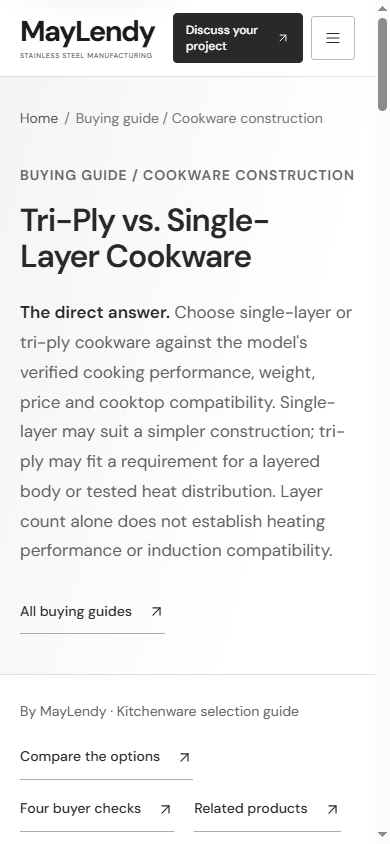 MayLendy
STAINLESS STEEL MANUFACTURING
Discuss your
project
Home / Buying guide / Cookware construction
BUYING GUIDE / COOKWARE CONSTRUCTION
Tri-Ply vs. Single-
Layer Cookware
The direct answer. Choose single-layer or
tri-ply cookware against the model's
verified cooking performance, weight,
price and cooktop compatibility. Single-
layer may suit a simpler construction; tri-
ply may fit a requirement for a layered
body or tested heat distribution. Layer
count alone does not establish heating
performance or induction compatibility.
All buying guides
By MayLendy · Kitchenware selection guide
Compare the options
Four buyer checks
Related products